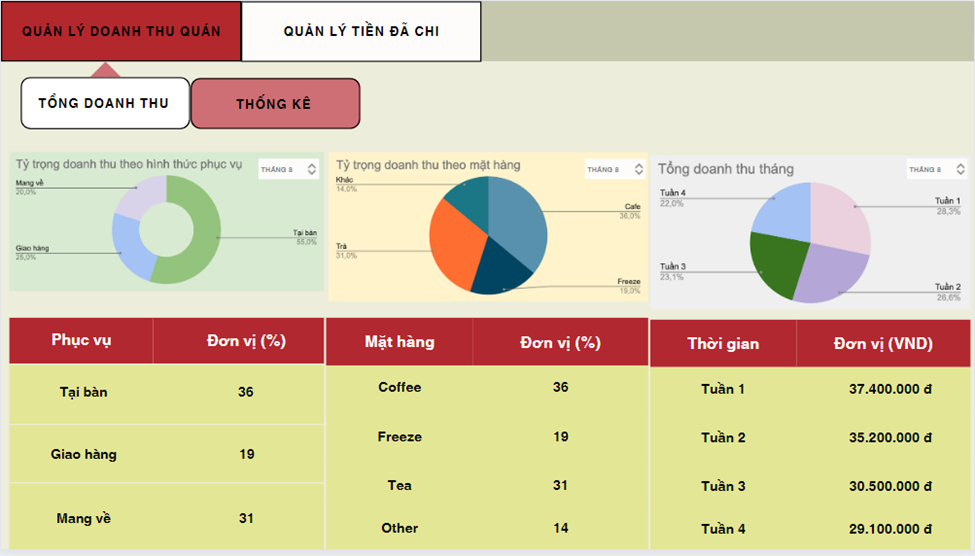 QUẢN LÝ DOANH THU QUÁN
QUẢN LÝ TIỀN ĐÃ CHI
TỔNG DOANH THU
THỐNG KÊ
Tỷ trọng doanh thu theo hình thức phục vụ
THÁNG 8
Mang về
20,0%
Giao hàng
25,0%
Tại bàn
55,0%
Tỷ trọng doanh thu theo mặt hàng
THÁNG 8
Khác
14,0%
Trà
31,0%
Cafe
36,0%
Freeze
19,0%
Tổng doanh thu tháng
THÁNG 8
Tuần 4
22,0%
Tuần 3
23,1%
Tuần 1
28,3%
Tuần 2
26,6%
Phục vụ Đơn vị (%)
Tại bàn 36
Giao hàng 19
Mang về 31
Mặt hàng Đơn vị (%)
Coffee 36
Freeze 19
Tea 31
Other 14
Thời gian Đơn vị (VND)
Tuần 1 37.400.000 đ
Tuần 2 35.200.000 đ
Tuần 3 30.500.000 đ
Tuần 4 29.100.000 đ